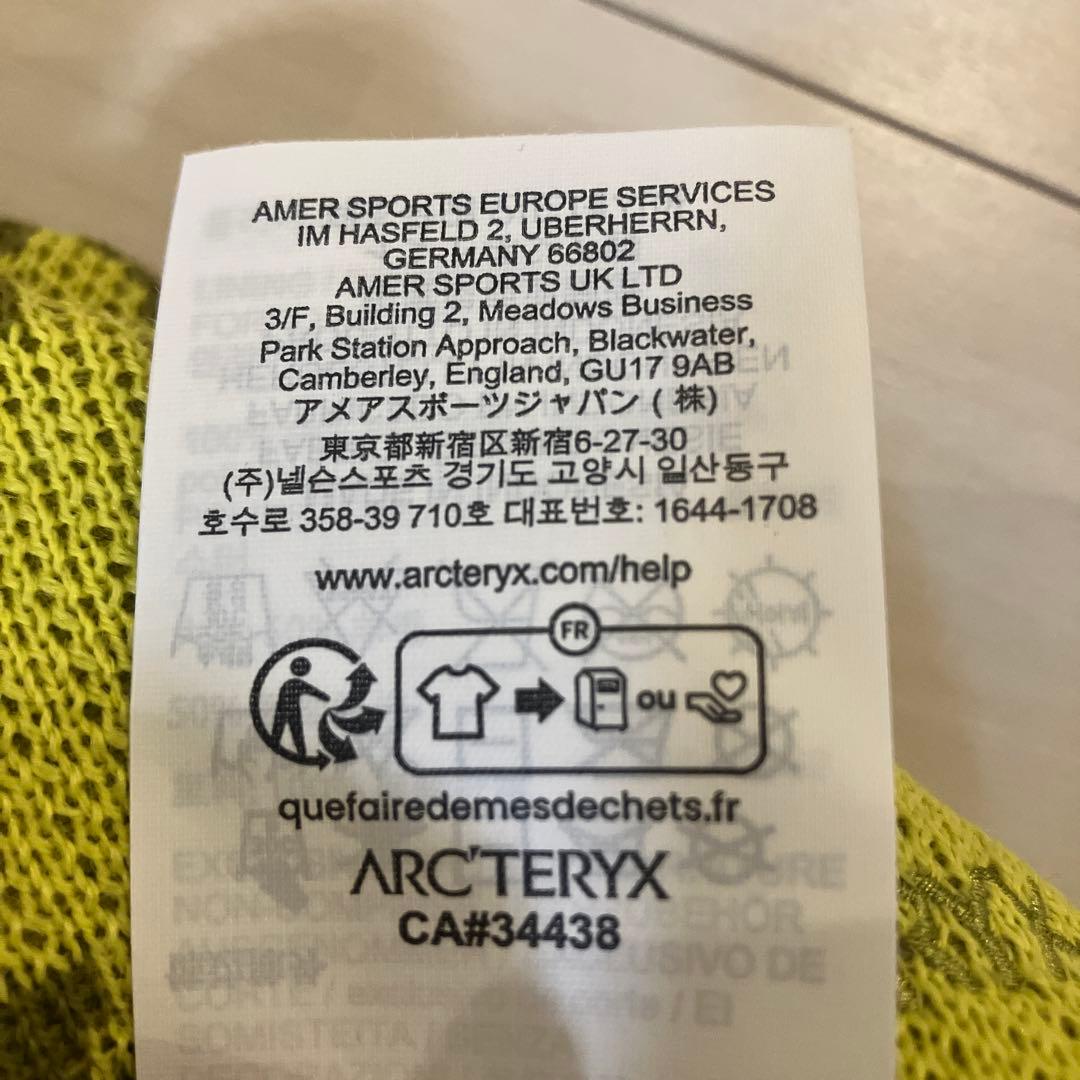 AMER SPORTS EUROPE SERVICES
IM HASFELD 2, UBERHERRN,
GERMANY 66802
AMER SPORTS UK LTD
3/F, Building 2, Meadows Business
Park Station Approach, Blackwater,
Camberley, England, GU17 9AB
アメアスポーツジャパン ( 株)
東京都新宿区新宿6-27-30
(주)넬슨스포츠 경기도 고양시 일산동구
호수로 358-39 710호 대표번호: 1644-1708
www.arcteryx.com/help
FR
ou
quefairedemesdechets.fr
ARC'TERYX
CA#34438